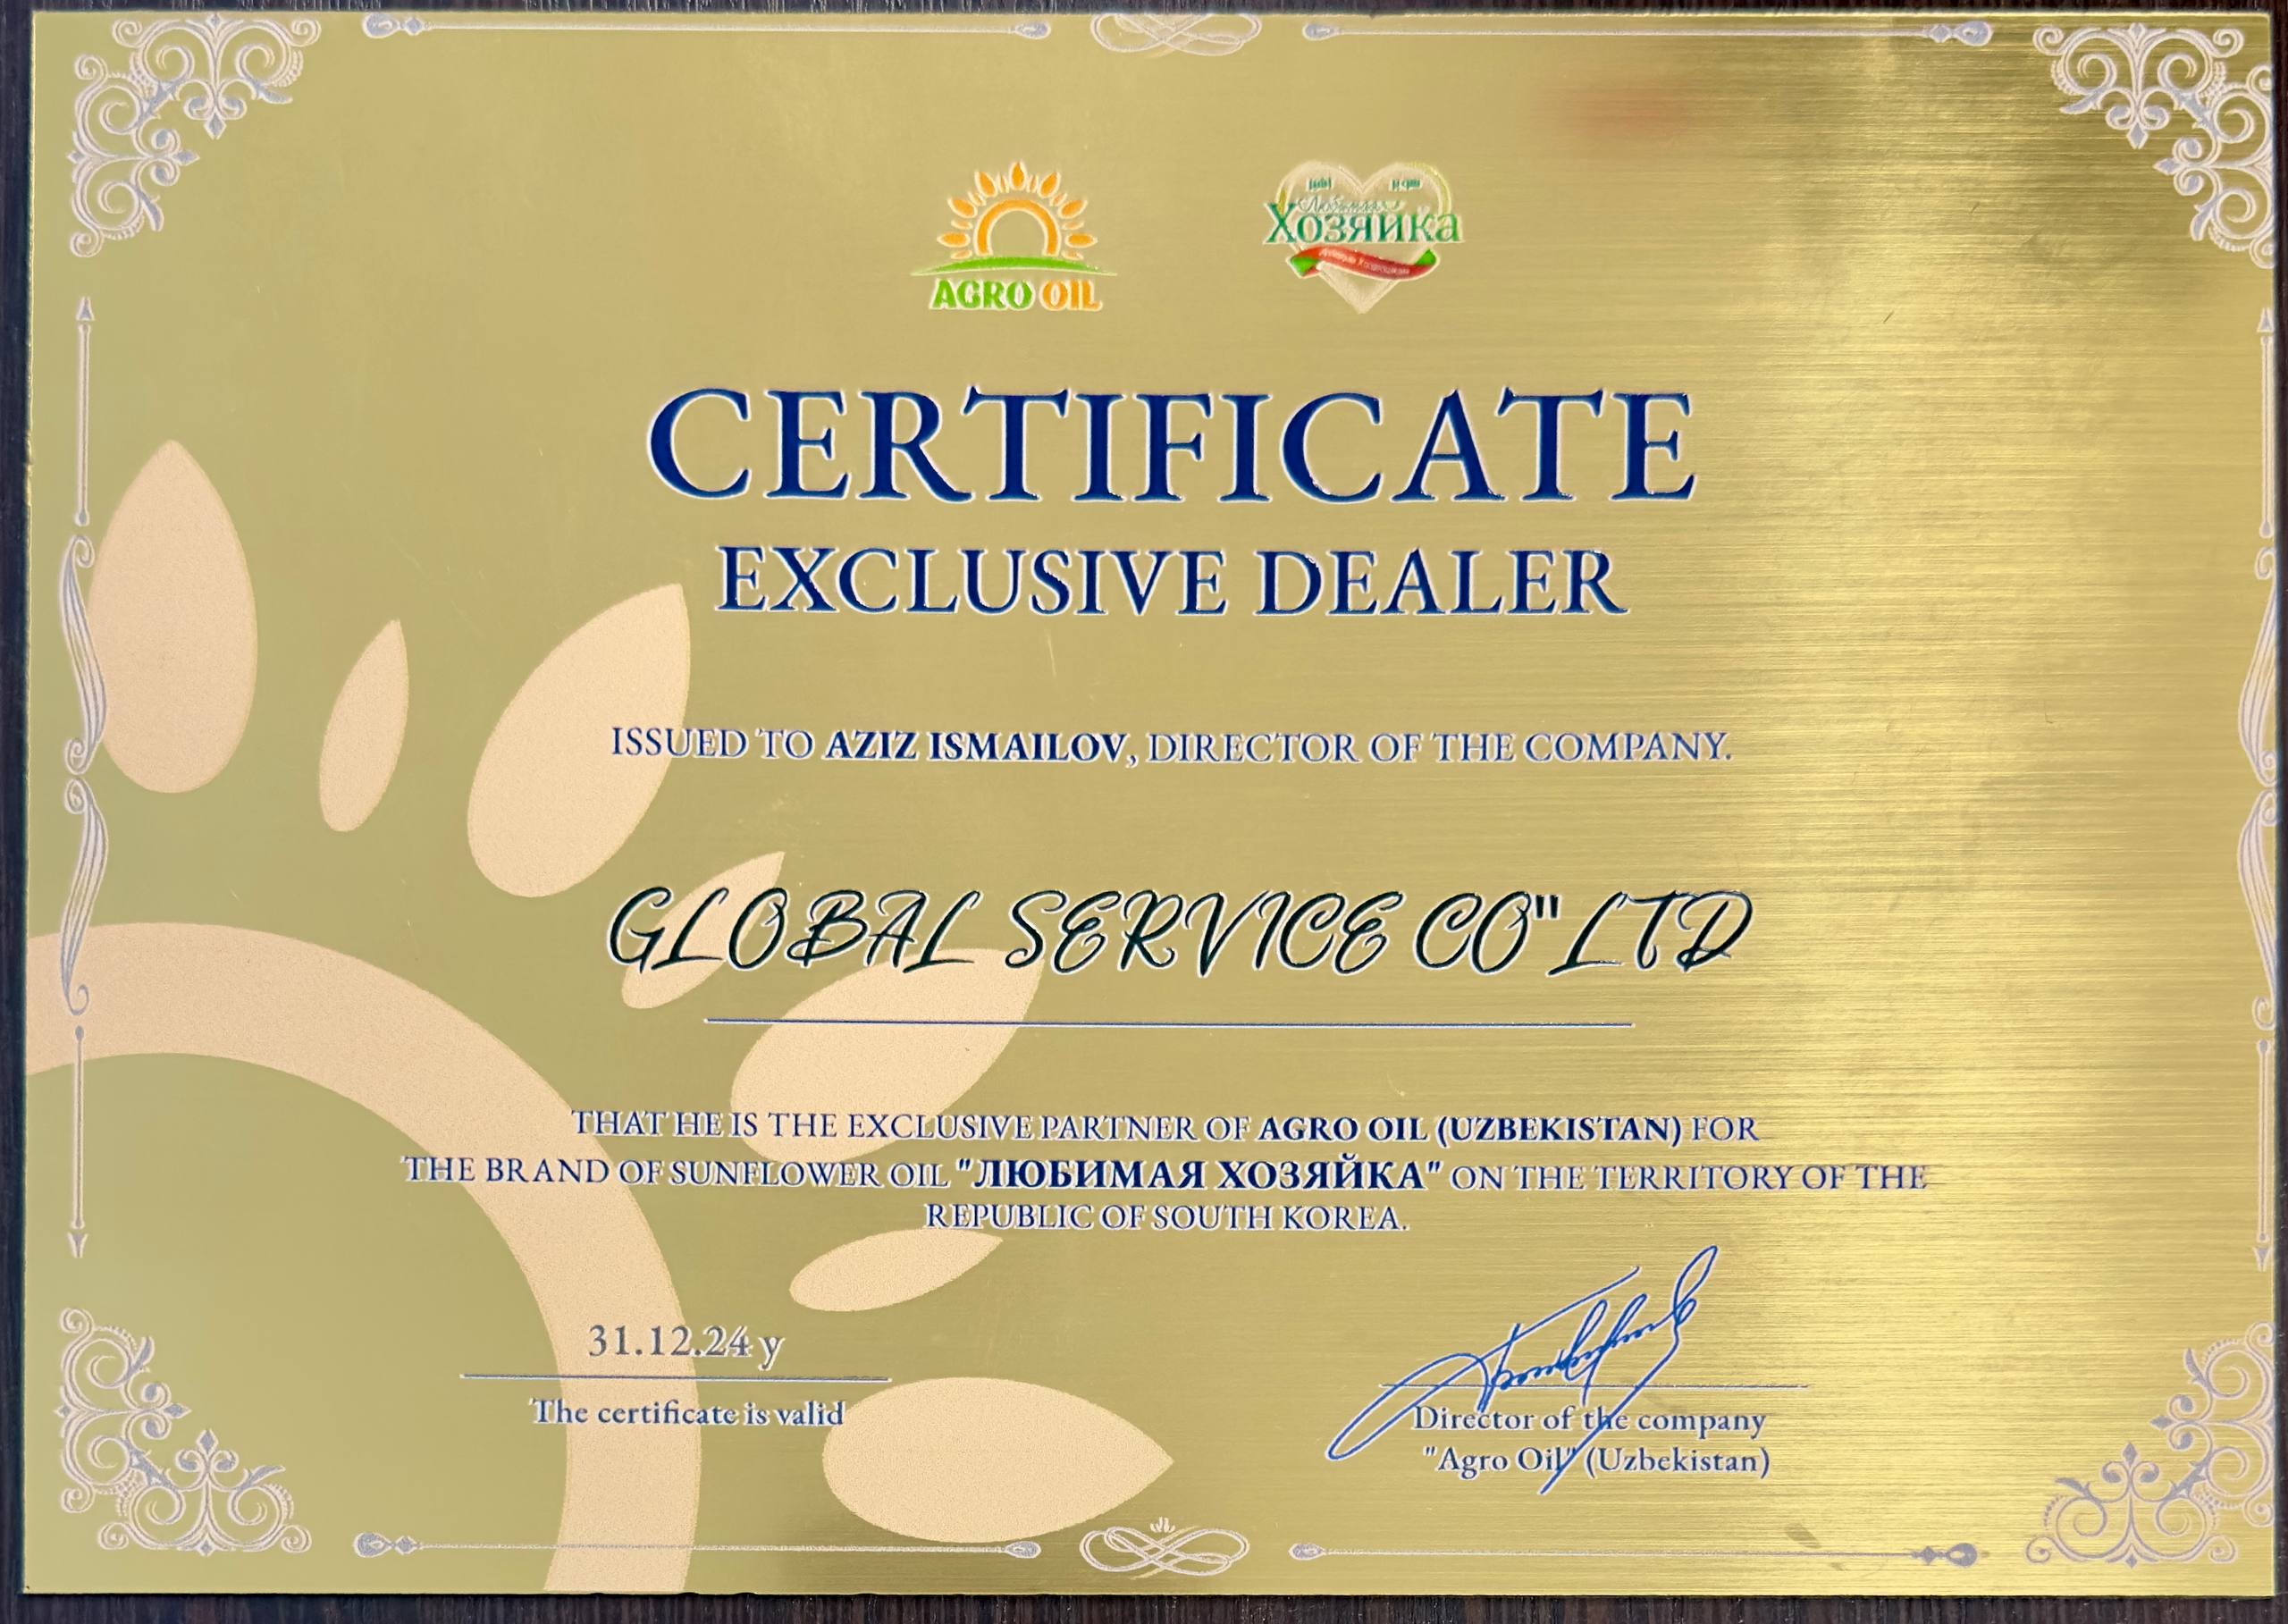 AGRO OIL
Любимая
Хозяйка
CERTIFICATE
EXCLUSIVE DEALER
ISSUED TO AZIZ ISMAILOV, DIRECTOR OF THE COMPANY.
GLOBAL SERVICE CO" LTD
THAT HE IS THE EXCLUSIVE PARTNER OF AGRO OIL (UZBEKISTAN) FOR
THE BRAND OF SUNFLOWER OIL "ЛЮБИМАЯ ХОЗЯЙКА" ON THE TERRITORY OF THE
REPUBLIC OF SOUTH KOREA.
31.12.24 y
The certificate is valid
Director of the company
"Agro Oil" (Uzbekistan)